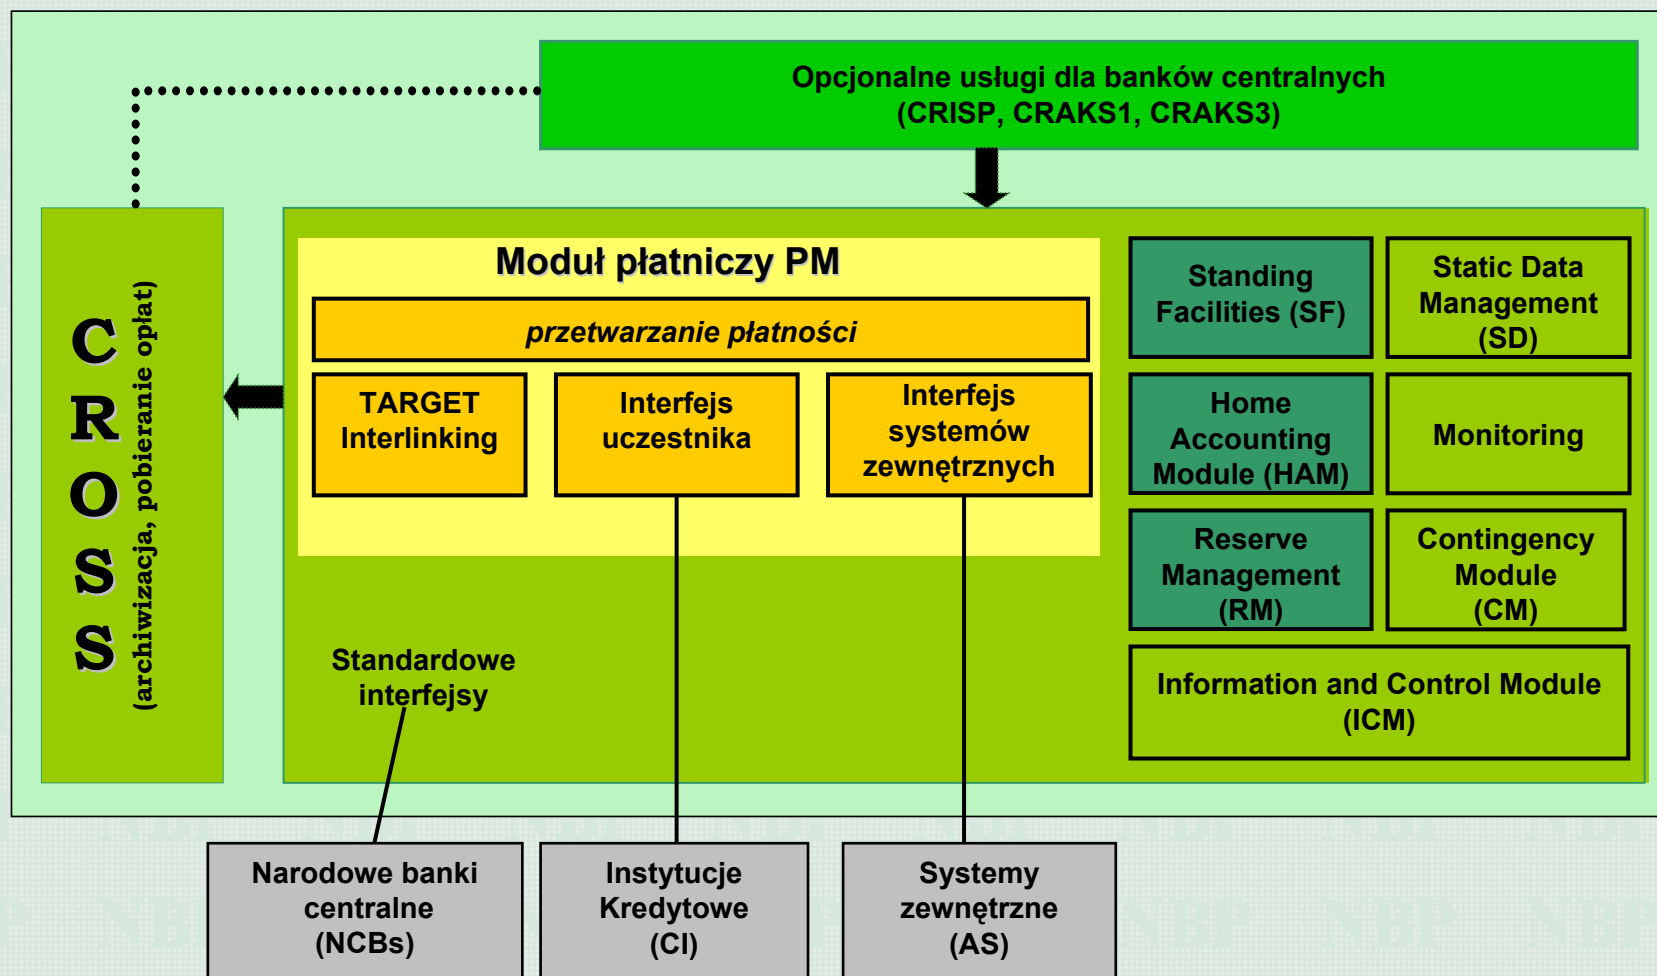 Opcjonalne usługi dla banków centralnych
(CRISP, CRAKS1, CRAKS3)
CROSS
(archiwizacja, pobieranie opłat)
Moduł płatniczy PM
przetwarzanie płatności
TARGET
Interlinking
Interfejs
uczestnika
Interfejs
systemów
zewnętrznych
Standing
Facilities (SF)
Static Data
Management
(SD)
Home
Accounting
Module (HAM)
Monitoring
Reserve
Management
(RM)
Contingency
Module
(CM)
Information and Control Module
(ICM)
Standardowe
interfejsy
Narodowe banki
centralne
(NCBs)
Instytucje
Kredytowe
(CI)
Systemy
zewnętrzne
(AS)
NBP NBP NBP